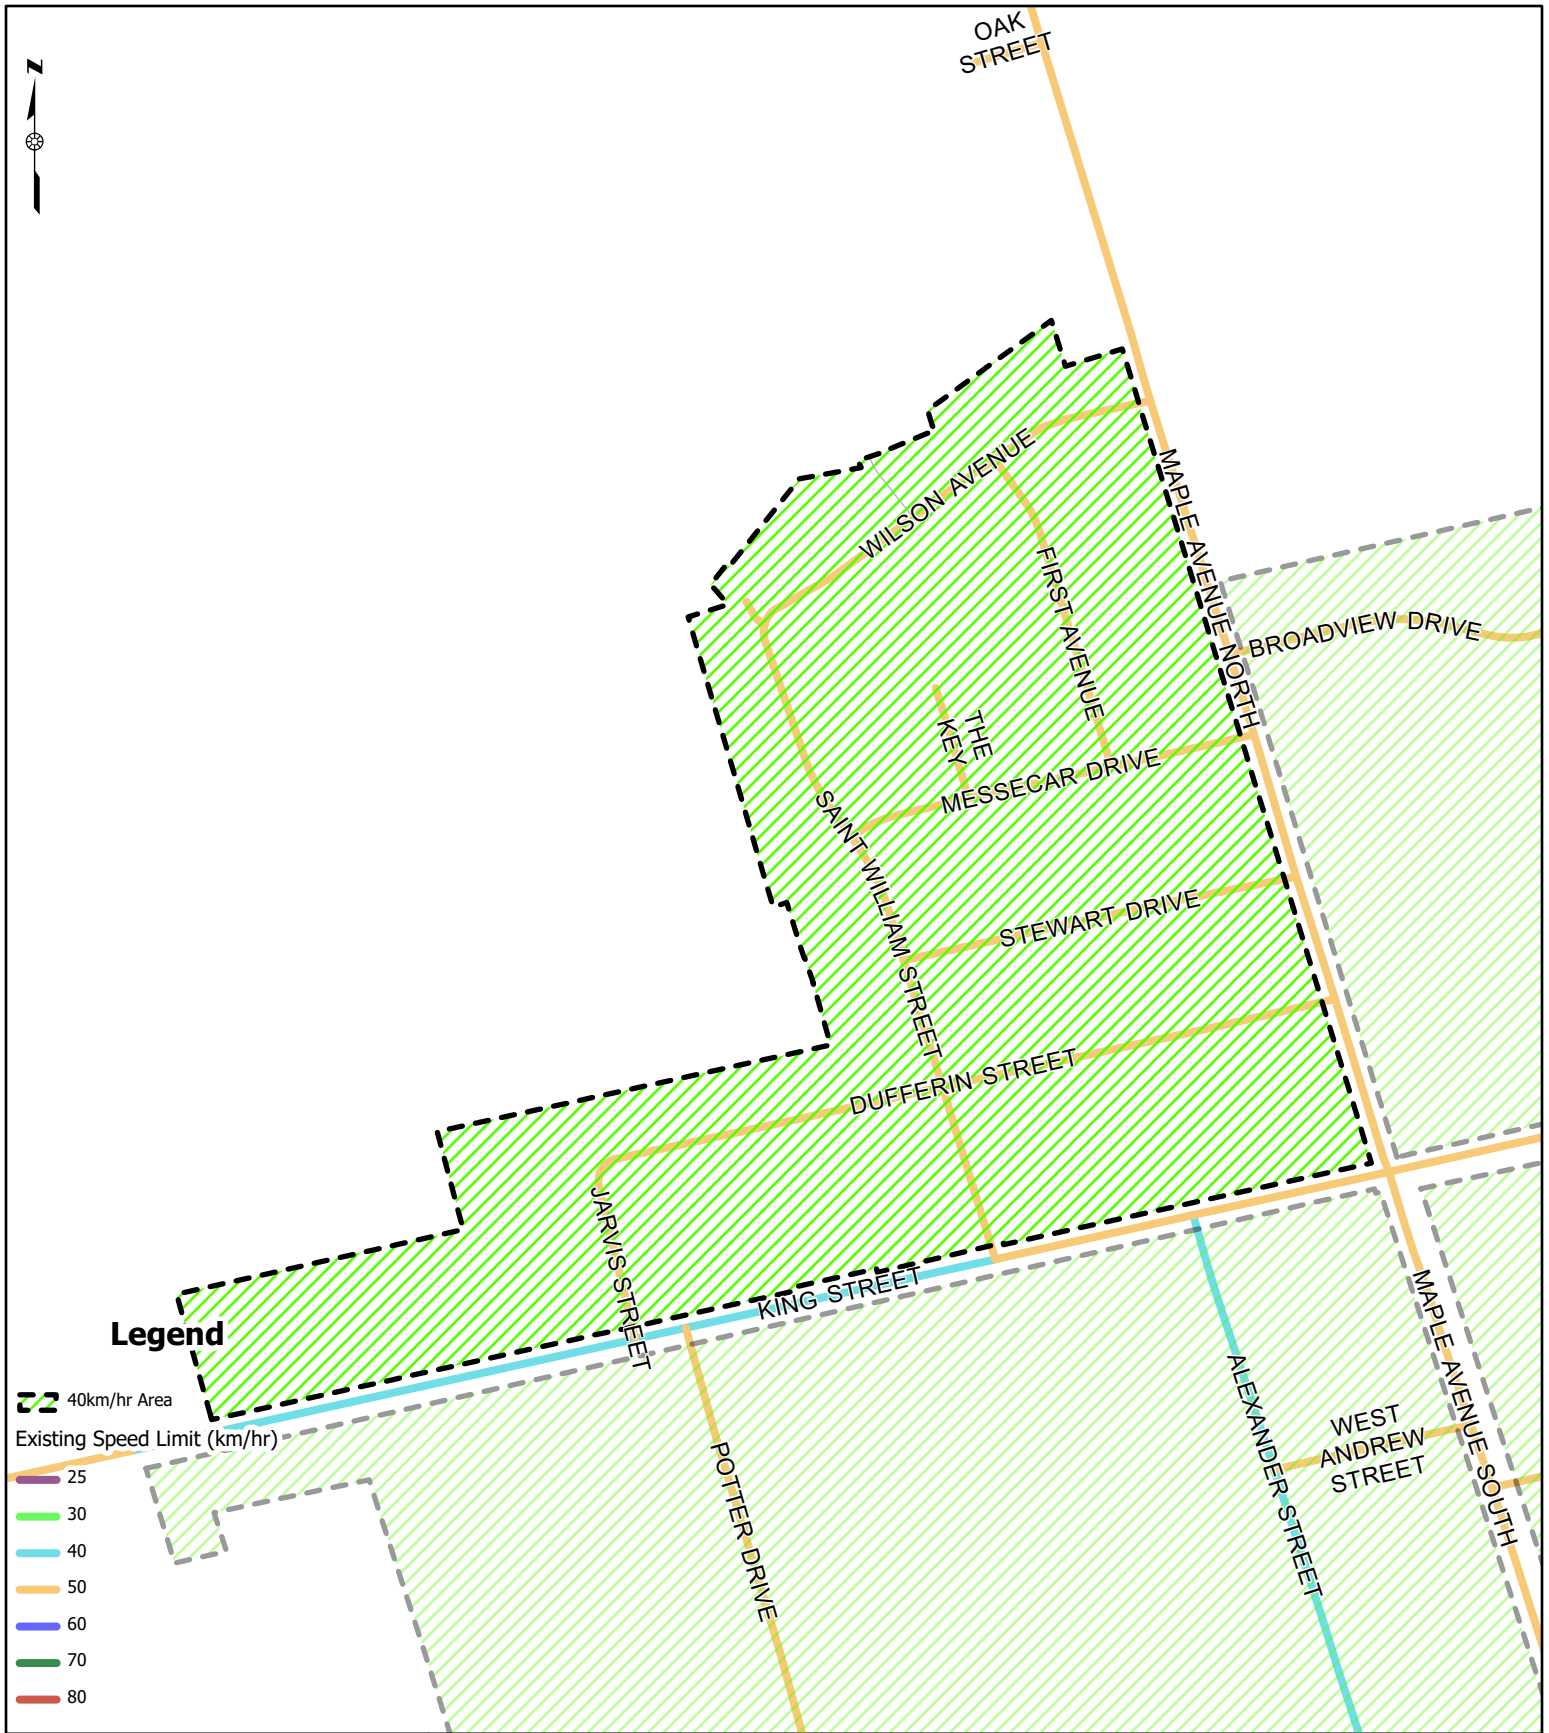 OAK
STREET
N
WILSON AVENUE
MAPLE AVENUE NORTH
FIRST AVENUE
BROADVIEW DRIVE
THE
KEY
MESSECAR DRIVE
SAINT WILLIAM STREET
STEWART DRIVE
DUFFERIN STREET
JARVIS STREET
KING STREET
MAPLE AVENUE SOUTH
ALEXANDER STREET
WEST
ANDREW
STREET
POTTER DRIVE
Legend
40km/hr Area
Existing Speed Limit (km/hr)
25
30
40
50
60
70
80